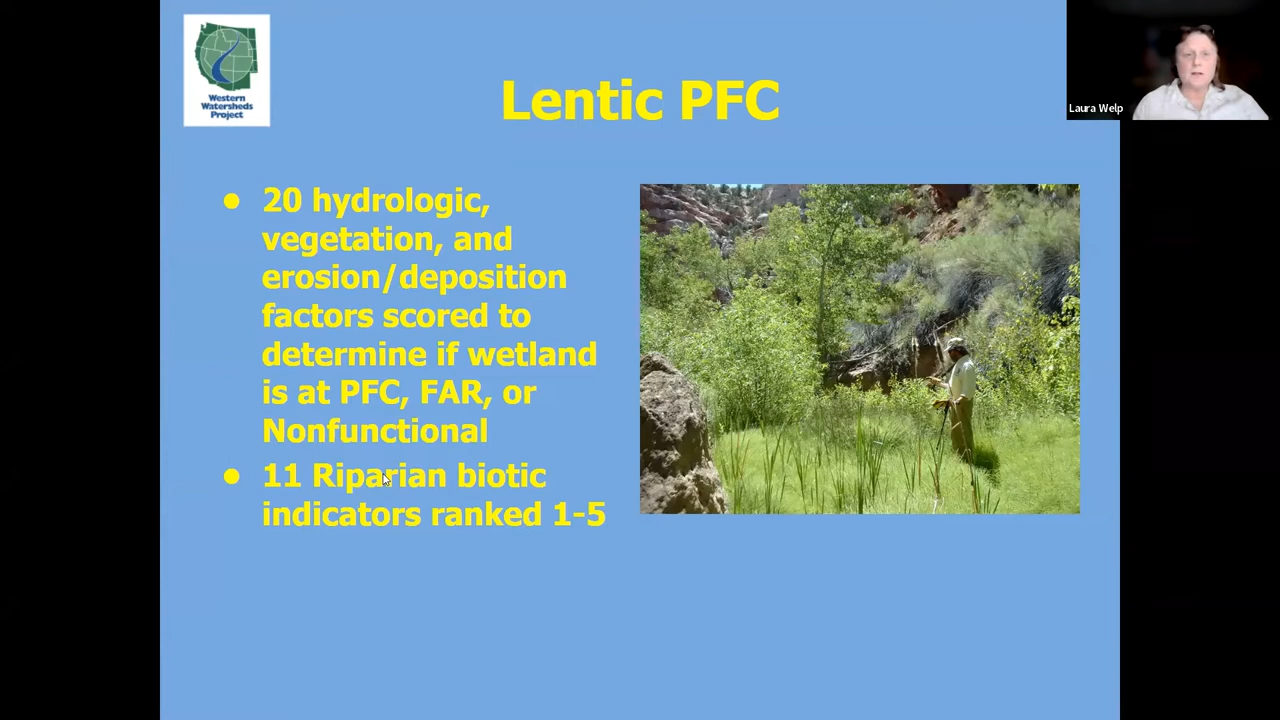 Western
Watersheds
Project
Lentic PFC
Laura Welp
● 20 hydrologic,
vegetation, and
erosion/deposition
factors scored to
determine if wetland
is at PFC, FAR, or
Nonfunctional
● 11 Riparian biotic
indicators ranked 1-5